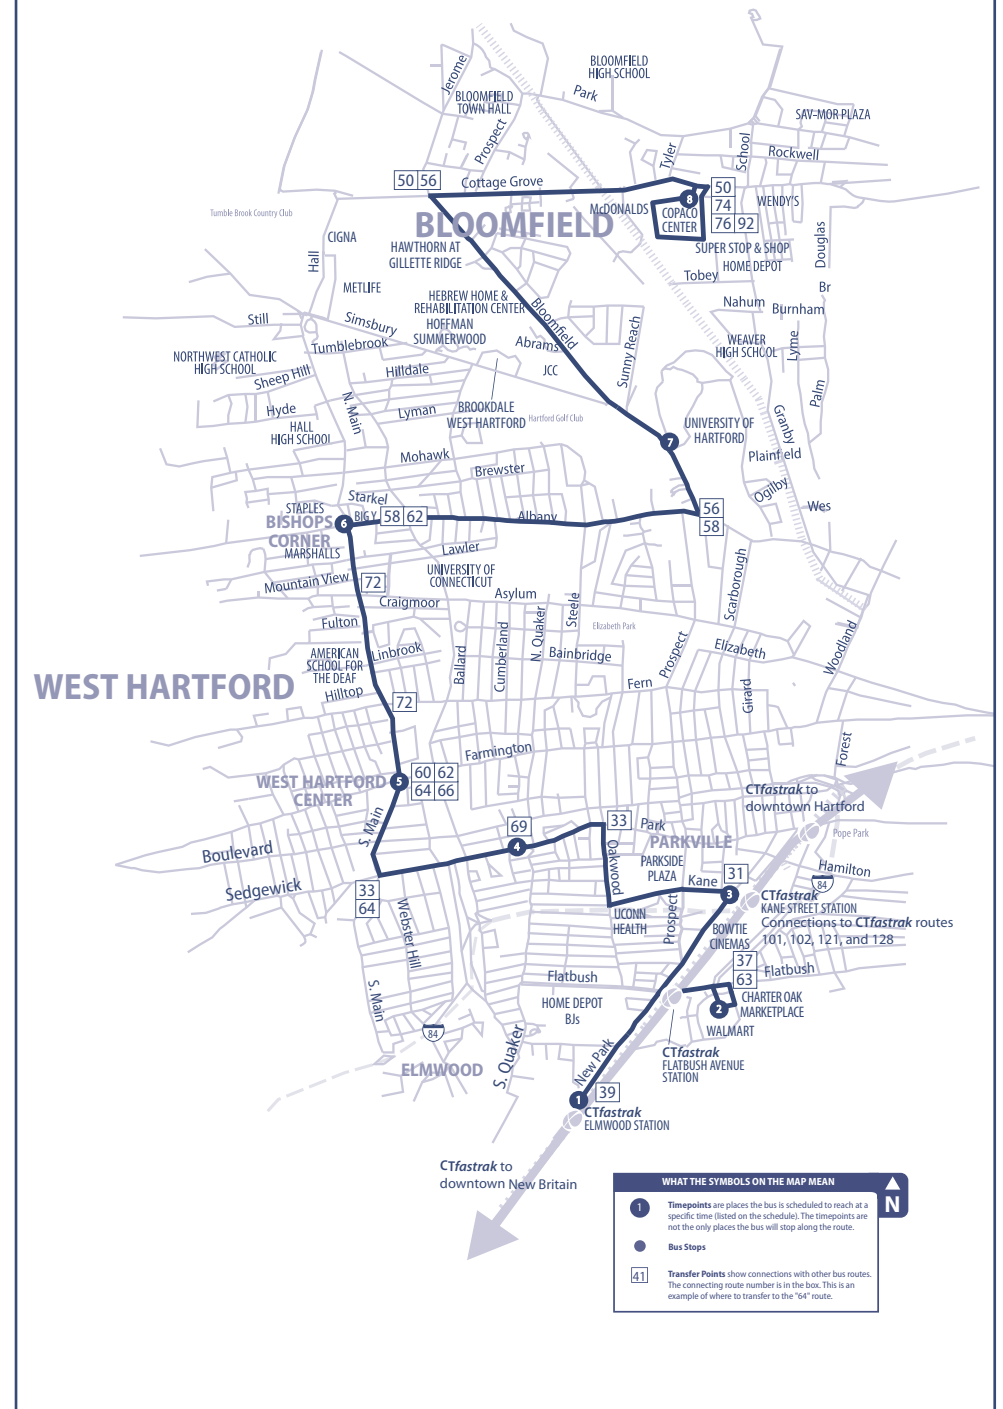 BLOOMFIELD
HIGH SCHOOL
Jerome
BLOOMFIELD
TOWN HALL
Park
SAV-MOR PLAZA
Prospect
Tyler
School
Rockwell
50 56
Cottage Grove
8
50
74
76 92
WENDY'S
McDONALDS
COPACO
CENTER
Tumble Brook Country Club
BLOOMFIELD
CIGNA
HAWTHORN AT
GILLETTE RIDGE
SUPER STOP & SHOP
HOME DEPOT
Douglas
Hall
Tobey
METLIFE
Br
HEBREW HOME &
REHABILITATION CENTER
Bloomfield
Nahum
Burnham
Still
Simsbury
HOFFMAN
SUMMERWOOD
Tumblebrook
Abrams
Sunny Reach
WEAVER
HIGH SCHOOL
Lyme
NORTHWEST CATHOLIC
HIGH SCHOOL
Sheep Hill
Hilldale
JCC
Palm
Hyde
N. Main
Lyman
BROOKDALE
WEST HARTFORD
Hartford Golf Club
HALL
HIGH SCHOOL
7
UNIVERSITY OF
HARTFORD
Granby
Mohawk
Plainf eld
Brewster
Ogilby
Starkel
STAPLES
BISHOPS
CORNER
6
BIG Y
58 62
Albany
56
58
Wes
MARSHALLS
Lawler
Mountain View
72
UNIVERSITY OF
CONNECTICUT
Scarborough
Craigmoor
Asylum
Steele
Fulton
N. Quaker
Elizabeth Park
Cumberland
AMERICAN
SCHOOL FOR
THE DEAF
Linbrook
Ballard
Bainbridge
Prospect
Elizabeth
Woodland
WEST HARTFORD
Hilltop
72
Fern
Girard
Farmington
Forest
WEST HARTFORD
CENTER
5
60 62
64 66
CTfastrak to
downtown Hartford
S. Main
69
4
33
Park
PARKVILLE
Pope Park
Boulevard
Oakwood
PARKSIDE
PLAZA
Hamilton
Sedgewick
33
64
Kane
31
3
84
CTfastrak
KANE STREET STATION
Connections to CTfastrak routes
101, 102, 121, and 128
Webster Hill
UCONN
HEALTH
Prospect
BOWTIE
CINEMAS
37
63
Flatbush
Flatbush
S. Main
HOME DEPOT
BJs
2
CHARTER OAK
MARKETPLACE
WALMART
84
S. Quaker
New Park
CTfastrak
FLATBUSH AVENUE
STATION
ELMWOOD
1
39
CTfastrak
ELMWOOD STATION
CTfastrak to
downtown New Britain
WHAT THE SYMBOLS ON THE MAP MEAN
N
1
Timepoints are places the bus is scheduled to reach at a
specific time (listed on the schedule). The timepoints are
not the only places the bus will stop along the route.
Bus Stops
41
Transfer Points show connections with other bus routes.
The connecting route number is in the box. This is an
example of where to transfer to the "64" route.